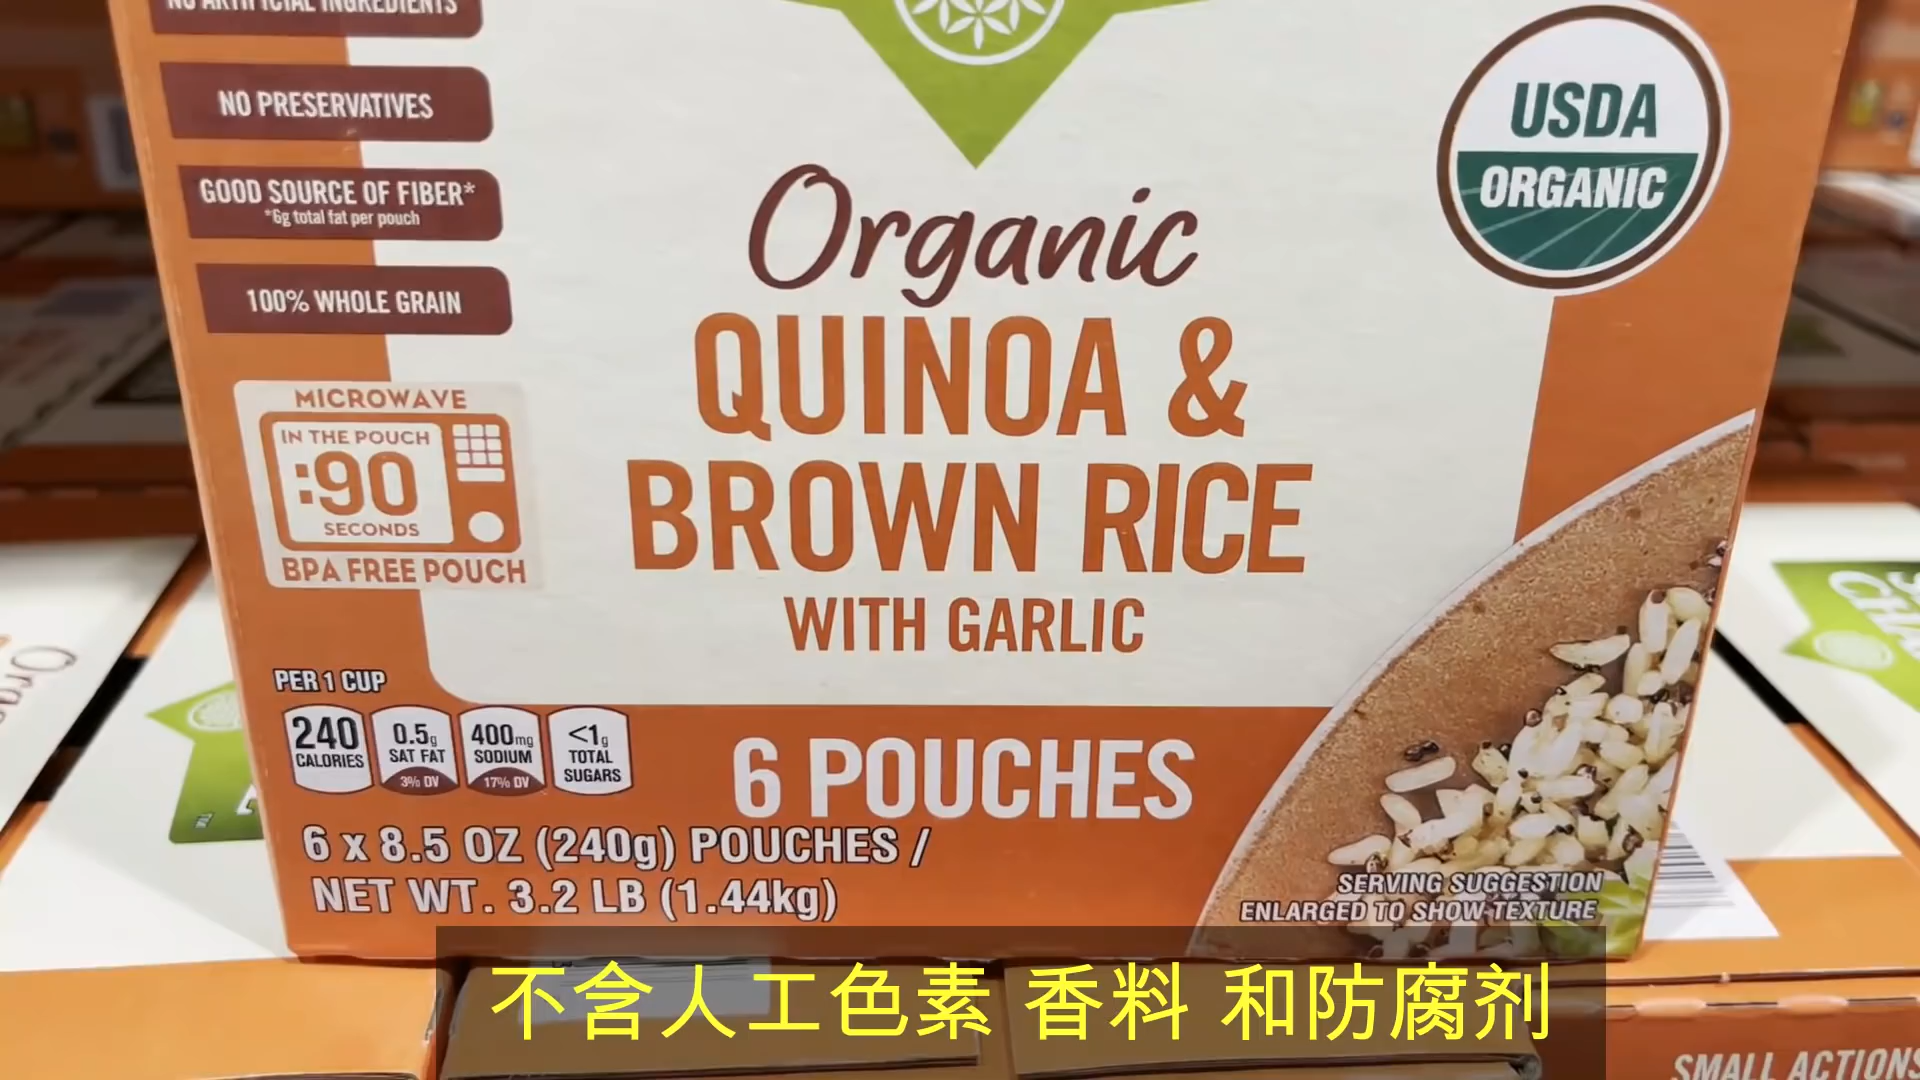 NO ARTIFICIAL INGREDIENTS
NO PRESERVATIVES
GOOD SOURCE OF FIBER*
*6g total fat per pouch
100% WHOLE GRAIN
MICROWAVE
IN THE POUCH
:90
SECONDS
BPA FREE POUCH
USDA
ORGANIC
Organic
QUINOA &
BROWN RICE
WITH GARLIC
PER 1 CUP
240
CALORIES
0.5g
SAT FAT
3% DV
400mg
SODIUM
17% DV
<1g
TOTAL
SUGARS
6 POUCHES
6 x 8.5 OZ (240g) POUCHES /
NET WT. 3.2 LB (1.44kg)
SERVING SUGGESTION
ENLARGED TO SHOW TEXTURE
不含人工色素 香料 和防腐剂
SMALL ACTIONS